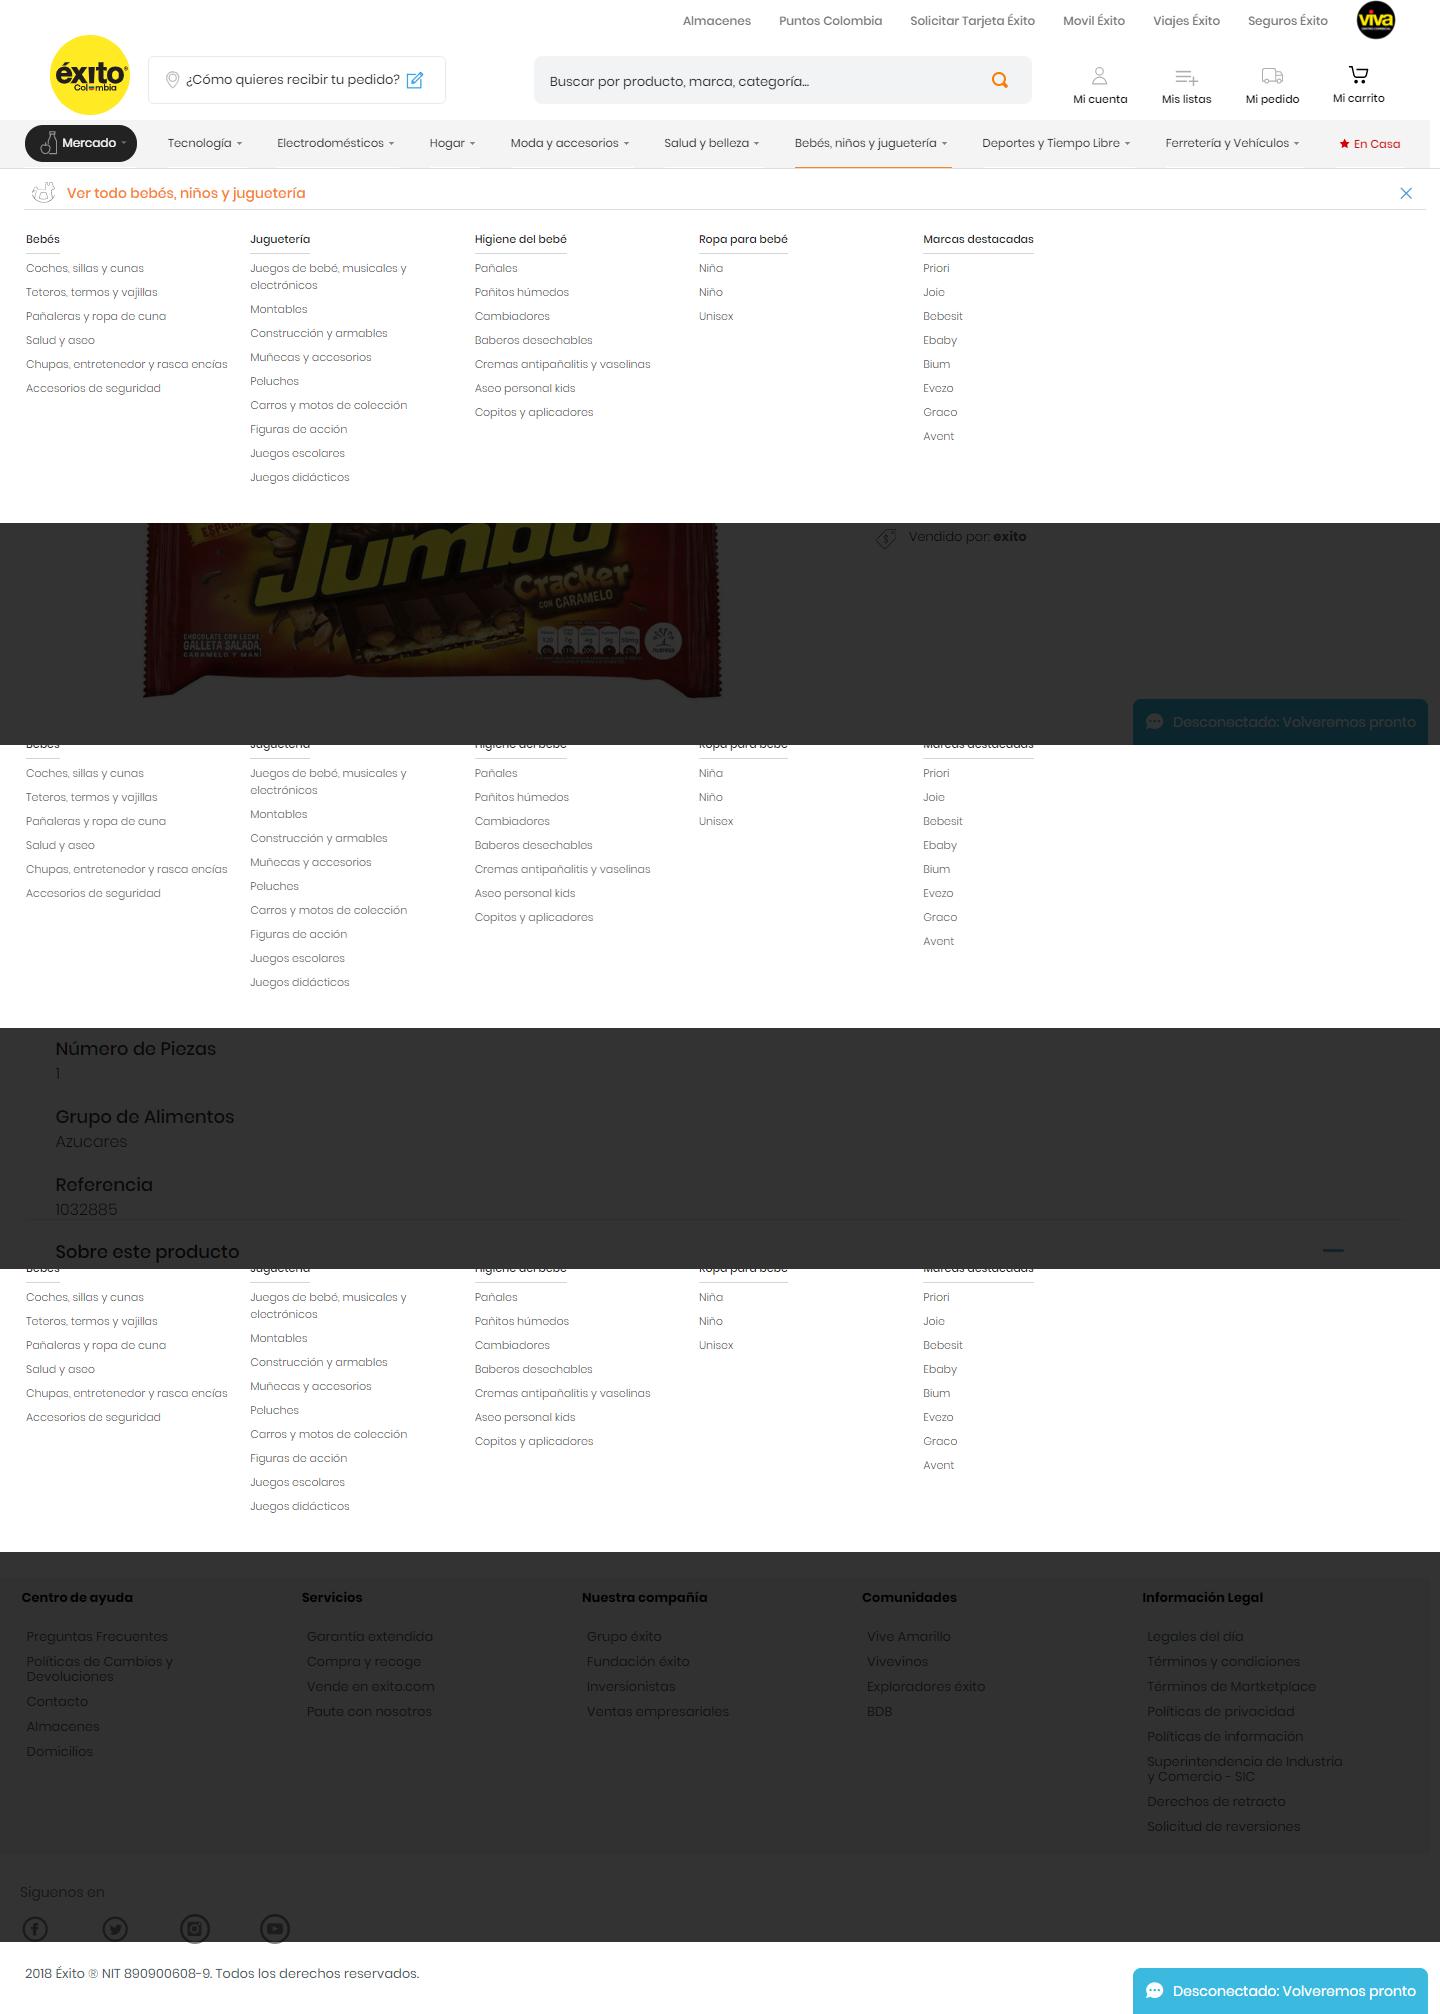 Almacenes Puntos Colombia Solicitar Tarjeta Éxito Movil Éxito Viajes Éxito Seguros Éxito viva
éxito
Colombia
¿Cómo quieres recibir tu pedido?
Buscar por producto, marca, categoría...
Mi cuenta Mis listas Mi pedido Mi carrito
Mercado Tecnología Electrodomésticos Hogar Moda y accesorios Salud y belleza Bebés, niños y juguetería Deportes y Tiempo Libre Ferretería y Vehículos En Casa
Ver todo bebés, niños y juguetería
Bebés
Coches, sillas y cunas
Teteros, termos y vajillas
Pañaleras y ropa de cuna
Salud y aseo
Chupas, entretenedor y rasca encías
Accesorios de seguridad
Juguetería
Juegos de bebé, musicales y
electrónicos
Montables
Construcción y armables
Muñecas y accesorios
Peluches
Carros y motos de colección
Figuras de acción
Juegos escolares
Juegos didácticos
Higiene del bebé
Pañales
Pañitos húmedos
Cambiadores
Baberos desechables
Cremas antipañalitis y vaselinas
Aseo personal kids
Copitos y aplicadores
Ropa para bebé
Niña
Niño
Unisex
Marcas destacadas
Priori
Joie
Bebesit
Ebaby
Bium
Evezo
Graco
Avent
Jumbo
Cracker
CON CARAMELO
CHOCOLATE CON LECHE,
GALLETA SALADA,
CARAMELO Y MANÍ
Vendido por: exito
Desconectado: Volveremos pronto
Bebés
Coches, sillas y cunas
Teteros, termos y vajillas
Pañaleras y ropa de cuna
Salud y aseo
Chupas, entretenedor y rasca encías
Accesorios de seguridad
Juguetería
Juegos de bebé, musicales y
electrónicos
Montables
Construcción y armables
Muñecas y accesorios
Peluches
Carros y motos de colección
Figuras de acción
Juegos escolares
Juegos didácticos
Higiene del bebé
Pañales
Pañitos húmedos
Cambiadores
Baberos desechables
Cremas antipañalitis y vaselinas
Aseo personal kids
Copitos y aplicadores
Ropa para bebé
Niña
Niño
Unisex
Marcas destacadas
Priori
Joie
Bebesit
Ebaby
Bium
Evezo
Graco
Avent
Número de Piezas
1
Grupo de Alimentos
Azucares
Referencia
1032885
Sobre este producto
Bebés
Coches, sillas y cunas
Teteros, termos y vajillas
Pañaleras y ropa de cuna
Salud y aseo
Chupas, entretenedor y rasca encías
Accesorios de seguridad
Juguetería
Juegos de bebé, musicales y
electrónicos
Montables
Construcción y armables
Muñecas y accesorios
Peluches
Carros y motos de colección
Figuras de acción
Juegos escolares
Juegos didácticos
Higiene del bebé
Pañales
Pañitos húmedos
Cambiadores
Baberos desechables
Cremas antipañalitis y vaselinas
Aseo personal kids
Copitos y aplicadores
Ropa para bebé
Niña
Niño
Unisex
Marcas destacadas
Priori
Joie
Bebesit
Ebaby
Bium
Evezo
Graco
Avent
Centro de ayuda
Preguntas Frecuentes
Políticas de Cambios y
Devoluciones
Contacto
Almacenes
Domicilios
Servicios
Garantía extendida
Compra y recoge
Vende en exito.com
Paute con nosotros
Nuestra compañía
Grupo éxito
Fundación éxito
Inversionistas
Ventas empresariales
Comunidades
Vive Amarillo
Vivevinos
Exploradores éxito
BDB
Información Legal
Legales del día
Términos y condiciones
Términos de Martketplace
Políticas de privacidad
Políticas de información
Superintendencia de Industria
y Comercio - SIC
Derechos de retracto
Solicitud de reversiones
Siguenos en
2018 Éxito ® NIT 890900608-9. Todos los derechos reservados.
Desconectado: Volveremos pronto